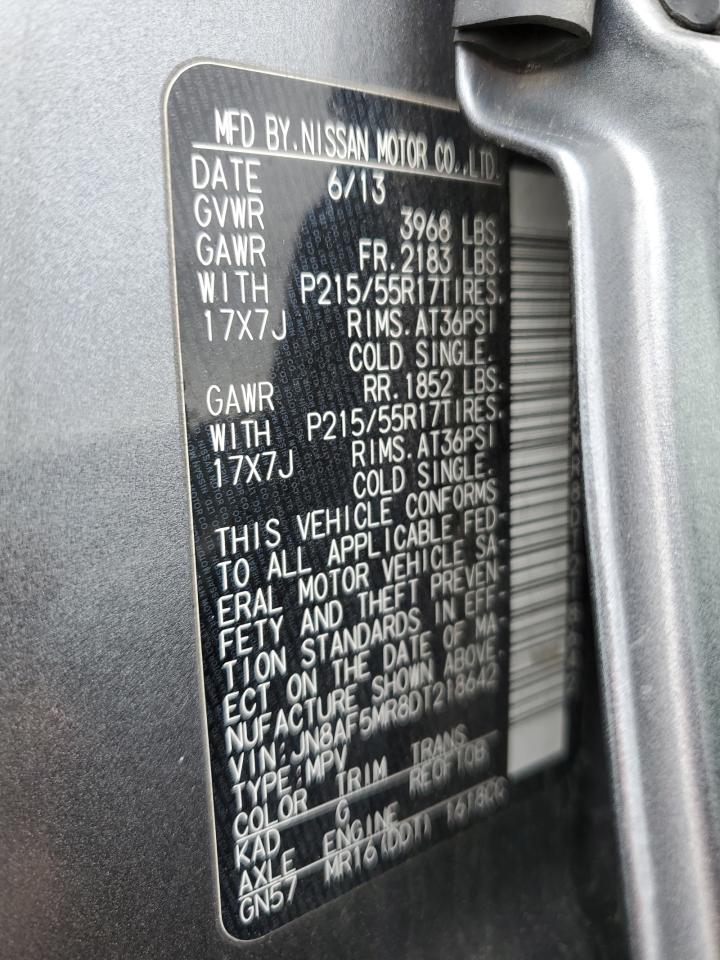 MFD BY.NISSAN MOTOR CO.,LTD.
DATE 6/13
GVWR 3968 LBS.
GAWR FR.2183 LBS.
WITH P215/55R17TIRES.
17X7J RIMS.AT36PSI
COLD SINGLE.
GAWR RR.1852 LBS.
WITH P215/55R17TIRES.
17X7J RIMS.AT36PSI
COLD SINGLE.
THIS VEHICLE CONFORMS
TO ALL APPLICABLE FED-
ERAL MOTOR VEHICLE SA-
FETY AND THEFT PREVEN-
TION STANDARDS IN EFF-
ECT ON THE DATE OF MA-
NUFACTURE SHOWN ABOVE.
VIN:JN8AF5MR8DT218642
TYPE:MPV
COLOR TRIM TRANS
KAD G RE0F10B
AXLE ENGINE
GN57 MR16(DDT) 1618CC